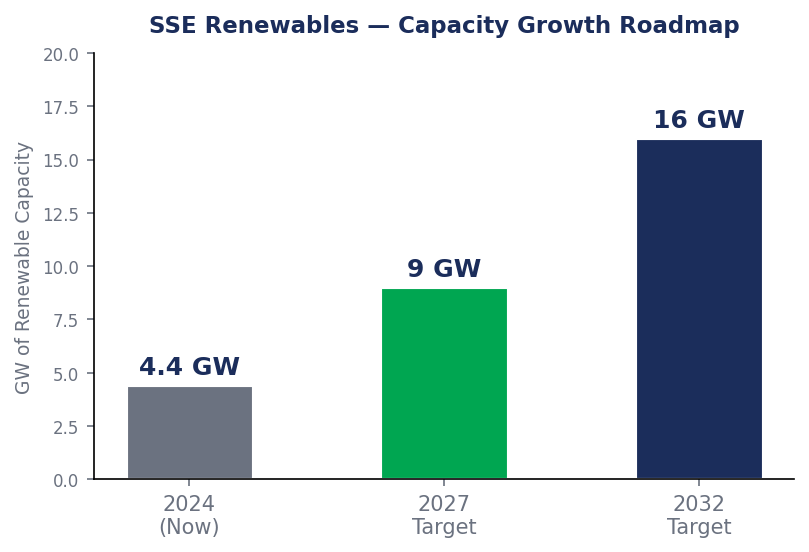 SSE Renewables — Capacity Growth Roadmap
GW of Renewable Capacity
20.0
17.5
15.0
12.5
10.0
7.5
5.0
2.5
0.0
4.4 GW
9 GW
16 GW
2024
(Now)
2027
Target
2032
Target